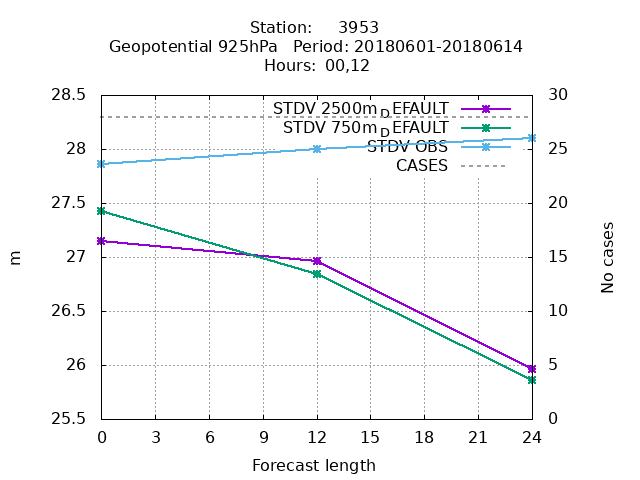 Station:     3953
Geopotential 925hPa   Period: 20180601-20180614
Hours: 00,12
28.5
28
27.5
27
26.5
26
25.5
30
25
20
15
10
5
0
STDV 2500m_DEFAULT
STDV 750m_DEFAULT
STDV OBS
CASES
m
No cases
0 3 6 9 12 15 18 21 24
Forecast length